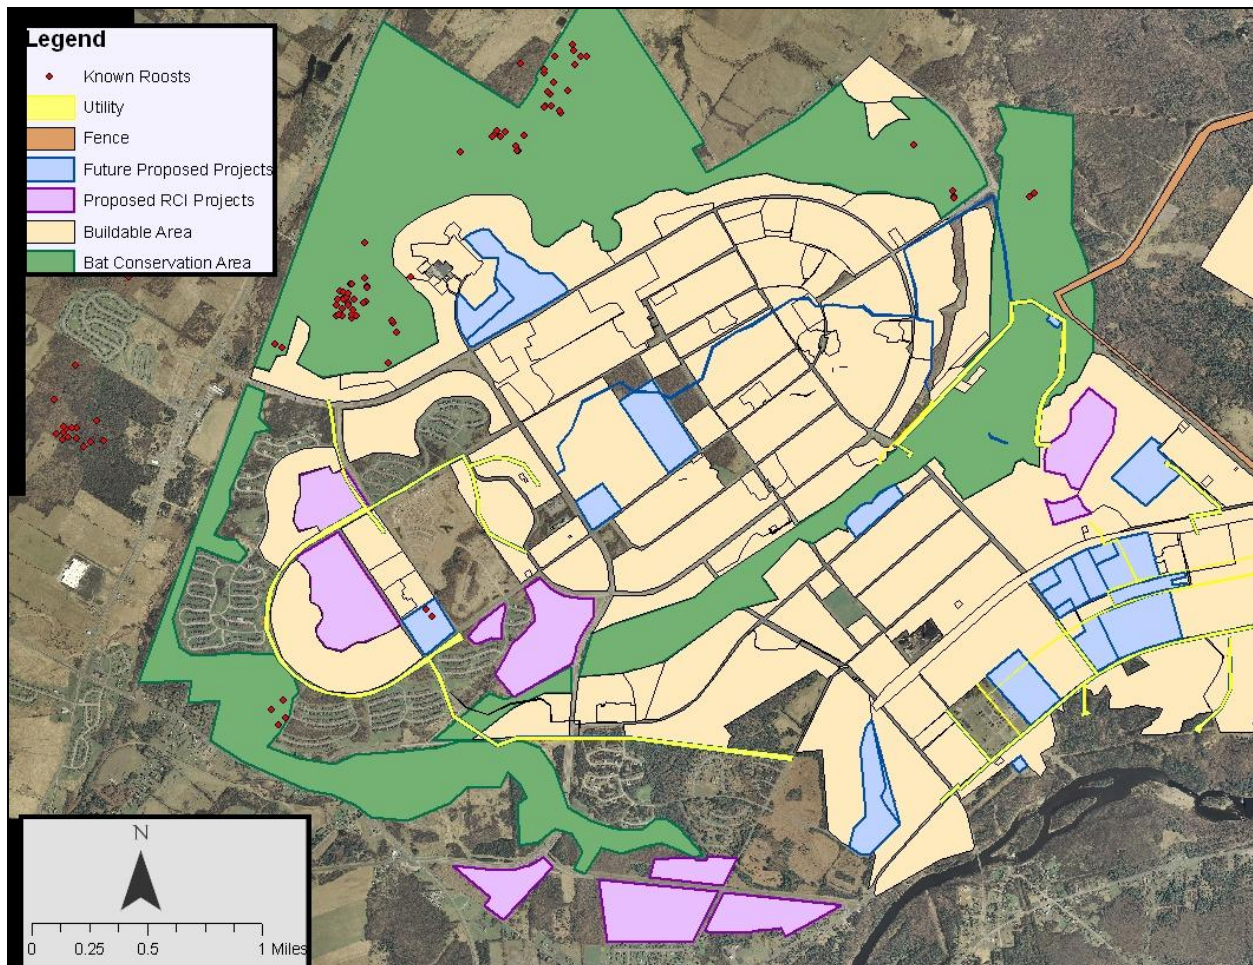 Legend
Known Roosts
Utility
Fence
Future Proposed Projects
Proposed RCI Projects
Buildable Area
Bat Conservation Area
N
0 0.25 0.5 1 Miles